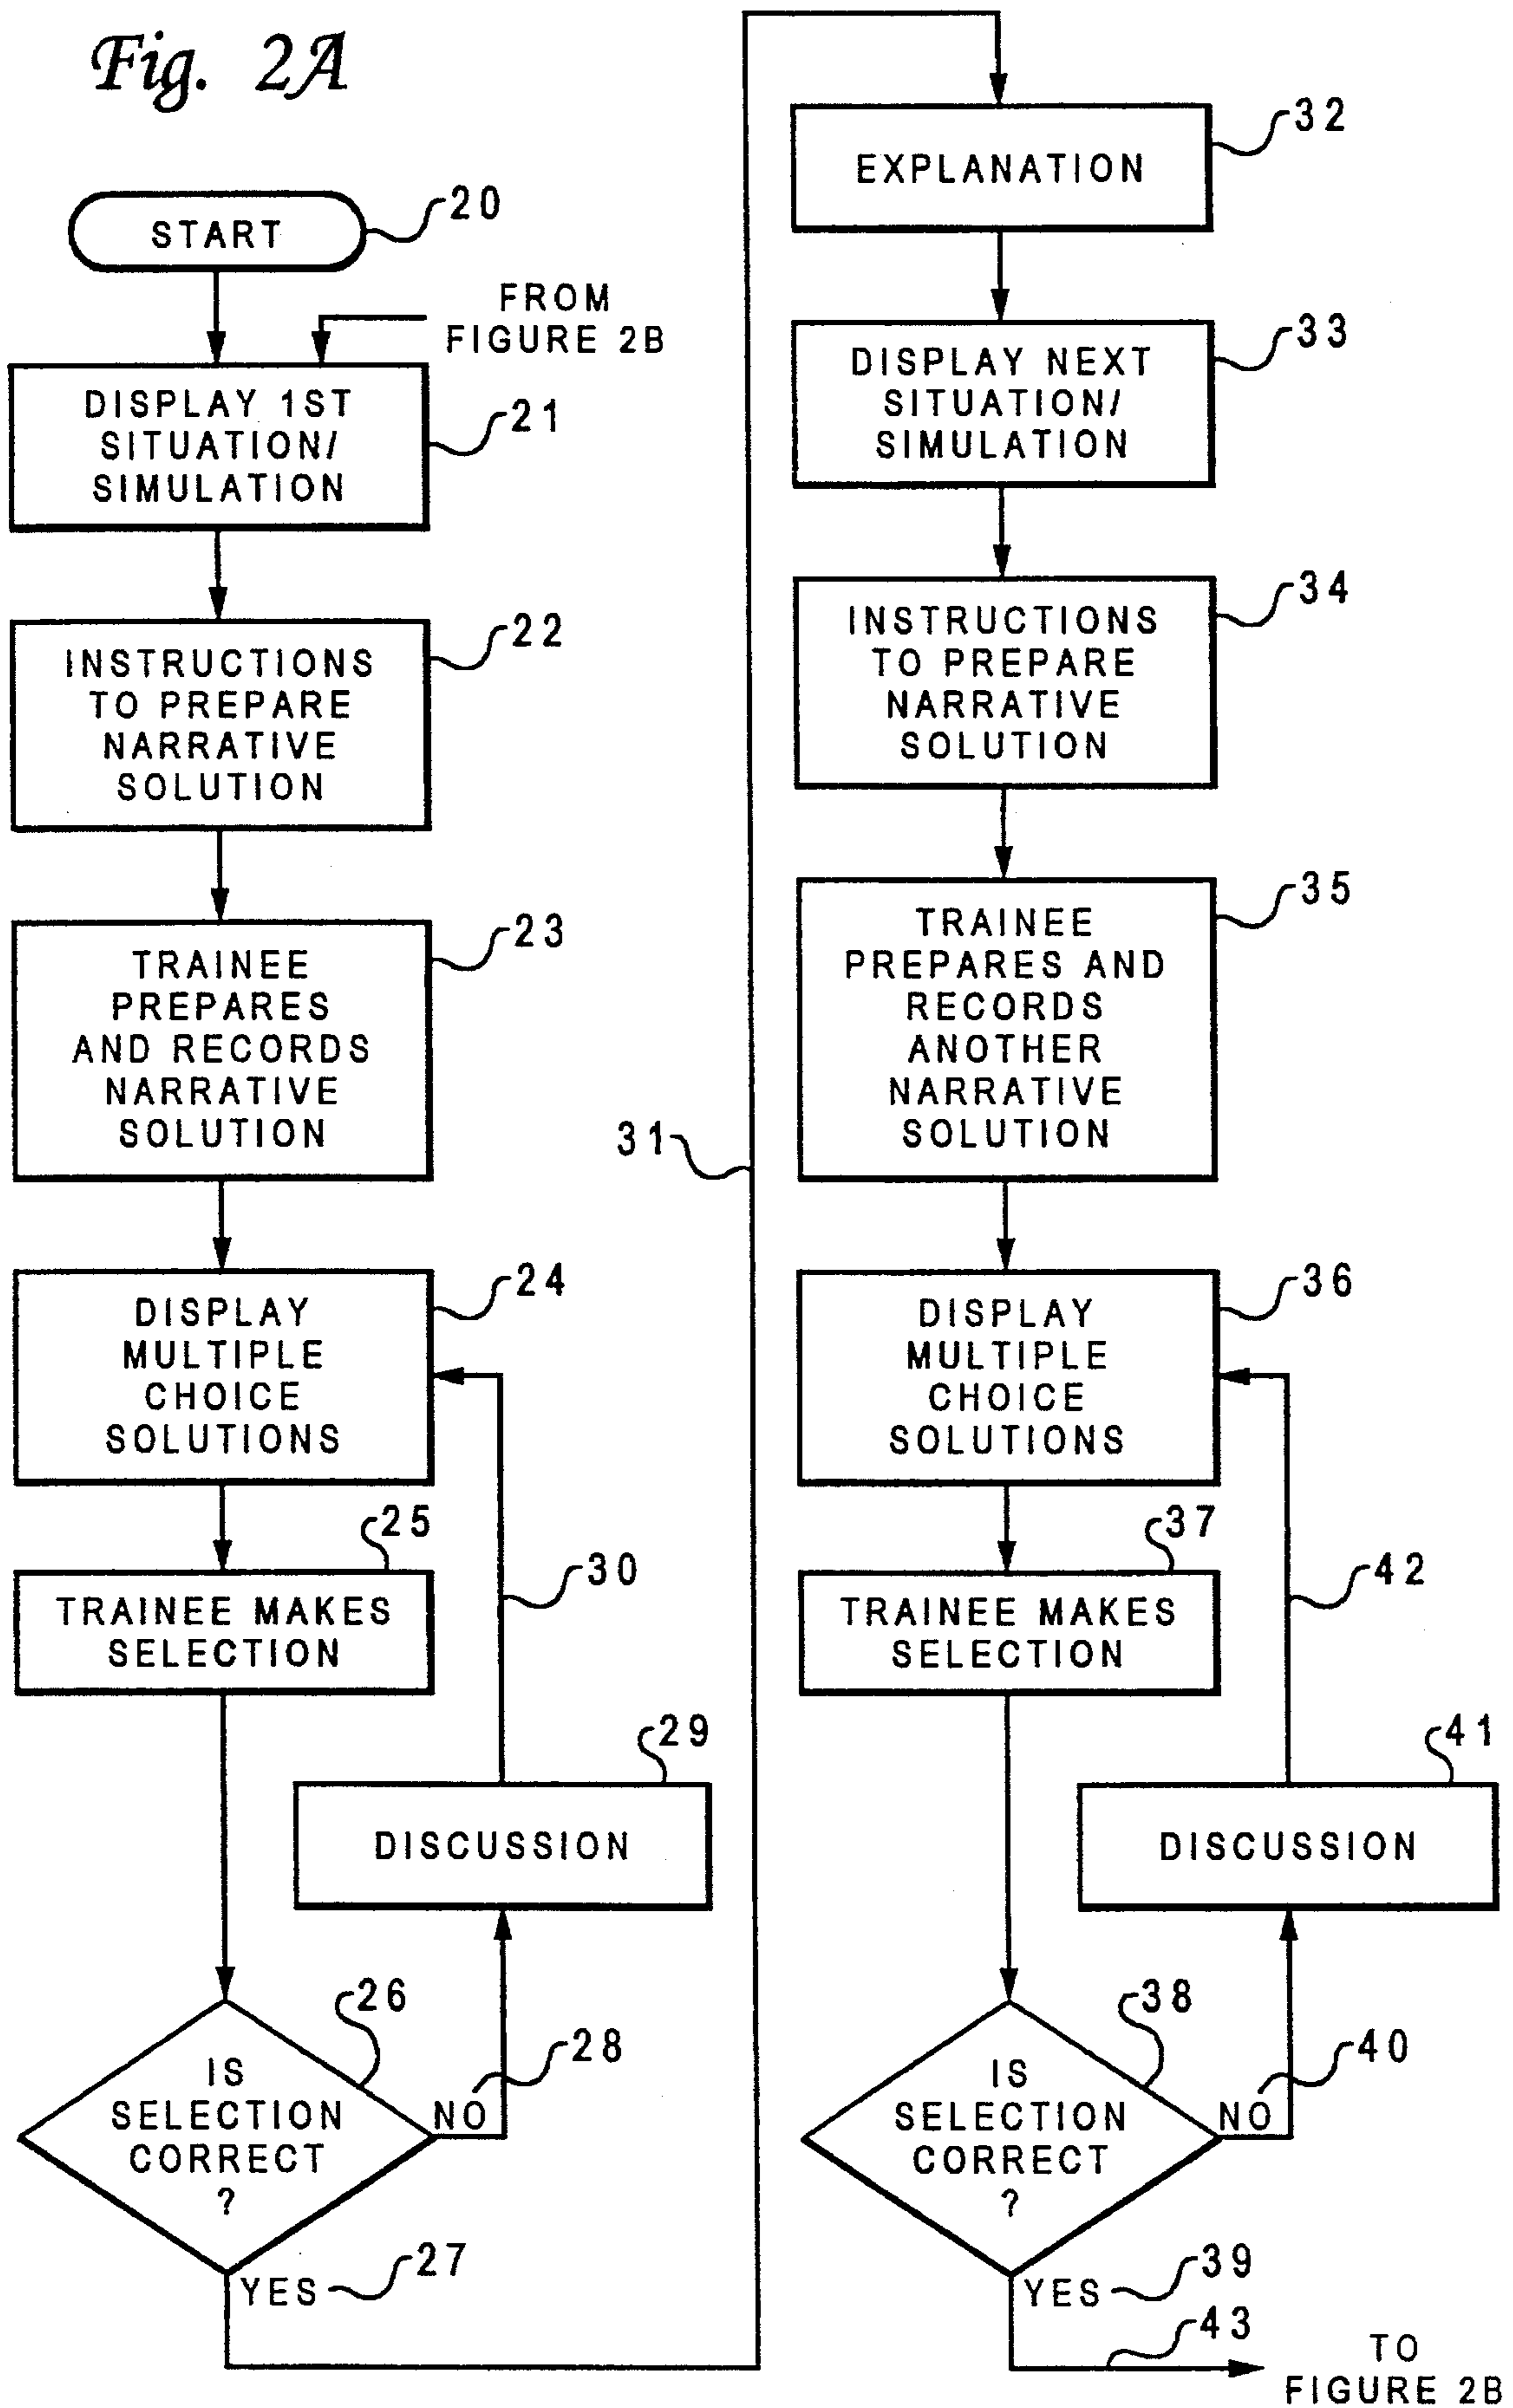 Fig. 2A
START
20
FROM
FIGURE 2B
DISPLAY 1ST
SITUATION/
SIMULATION
21
INSTRUCTIONS
TO PREPARE
NARRATIVE
SOLUTION
22
TRAINEE
PREPARES
AND RECORDS
NARRATIVE
SOLUTION
23
DISPLAY
MULTIPLE
CHOICE
SOLUTIONS
24
25
TRAINEE MAKES
SELECTION
30
29
DISCUSSION
26
IS
SELECTION
CORRECT
?
NO
28
YES
27
31
32
EXPLANATION
33
DISPLAY NEXT
SITUATION/
SIMULATION
34
INSTRUCTIONS
TO PREPARE
NARRATIVE
SOLUTION
35
TRAINEE
PREPARES AND
RECORDS
ANOTHER
NARRATIVE
SOLUTION
36
DISPLAY
MULTIPLE
CHOICE
SOLUTIONS
37
TRAINEE MAKES
SELECTION
42
41
DISCUSSION
38
IS
SELECTION
CORRECT
?
NO
40
YES
39
43
TO
FIGURE 2B